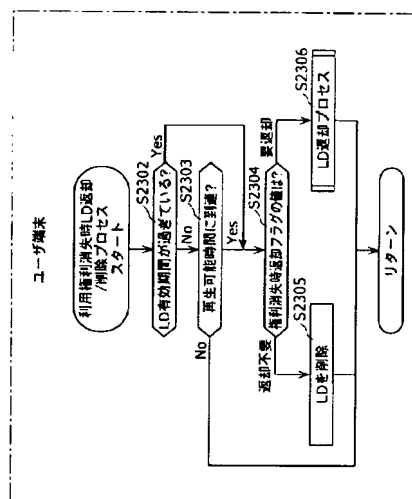 ユーザ端末
利用権利消失時LD返却
/削除プロセス
スタート
S2302
LD有効期間が過ぎている?
Yes
No
S2303
再生可能時間に到達?
No
Yes
S2304
権利消失時返却フラグの値は?
返却不要
要返却
S2305
LDを削除
S2306
LD返却プロセス
リターン